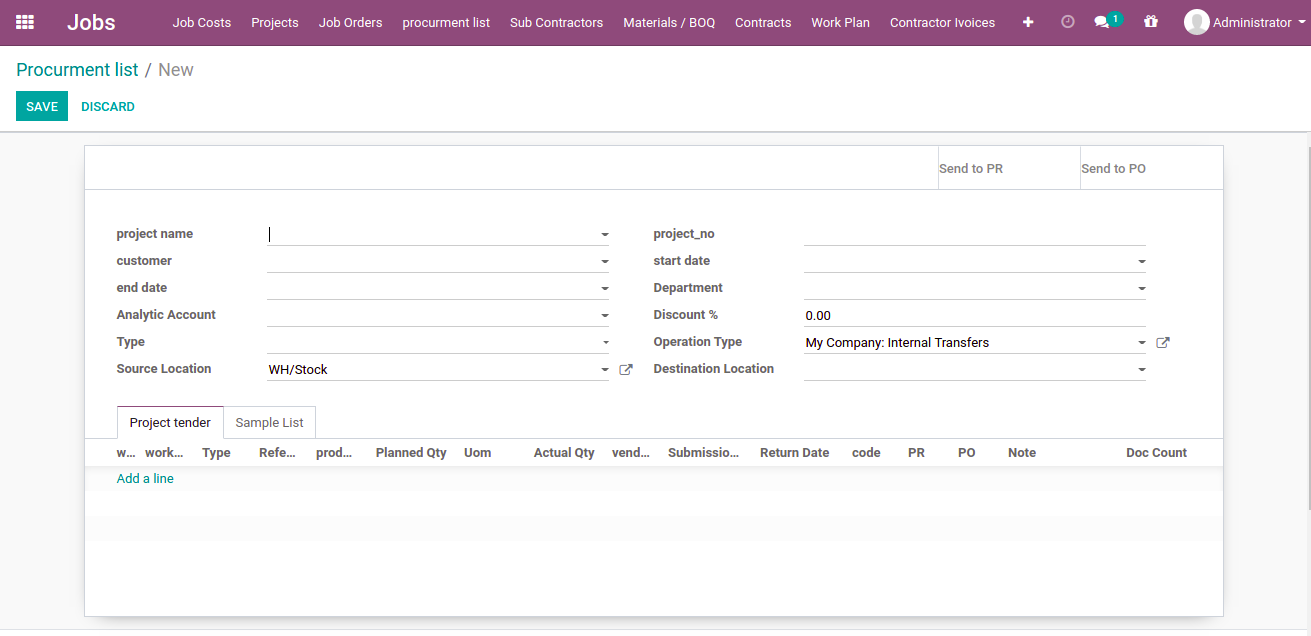 Jobs Job Costs Projects Job Orders procurment list Sub Contractors Materials / BOQ Contracts Work Plan Contractor Ivoices 1 Administrator
Procurment list / New
SAVE DISCARD
Send to PR Send to PO
project name project_no
customer start date
end date Department
Analytic Account Discount % 0.00
Type Operation Type My Company: Internal Transfers
Source Location WH/Stock Destination Location
Project tender Sample List
w... work... Type Refe... prod... Planned Qty Uom Actual Qty vend... Submissio... Return Date code PR PO Note Doc Count
Add a line